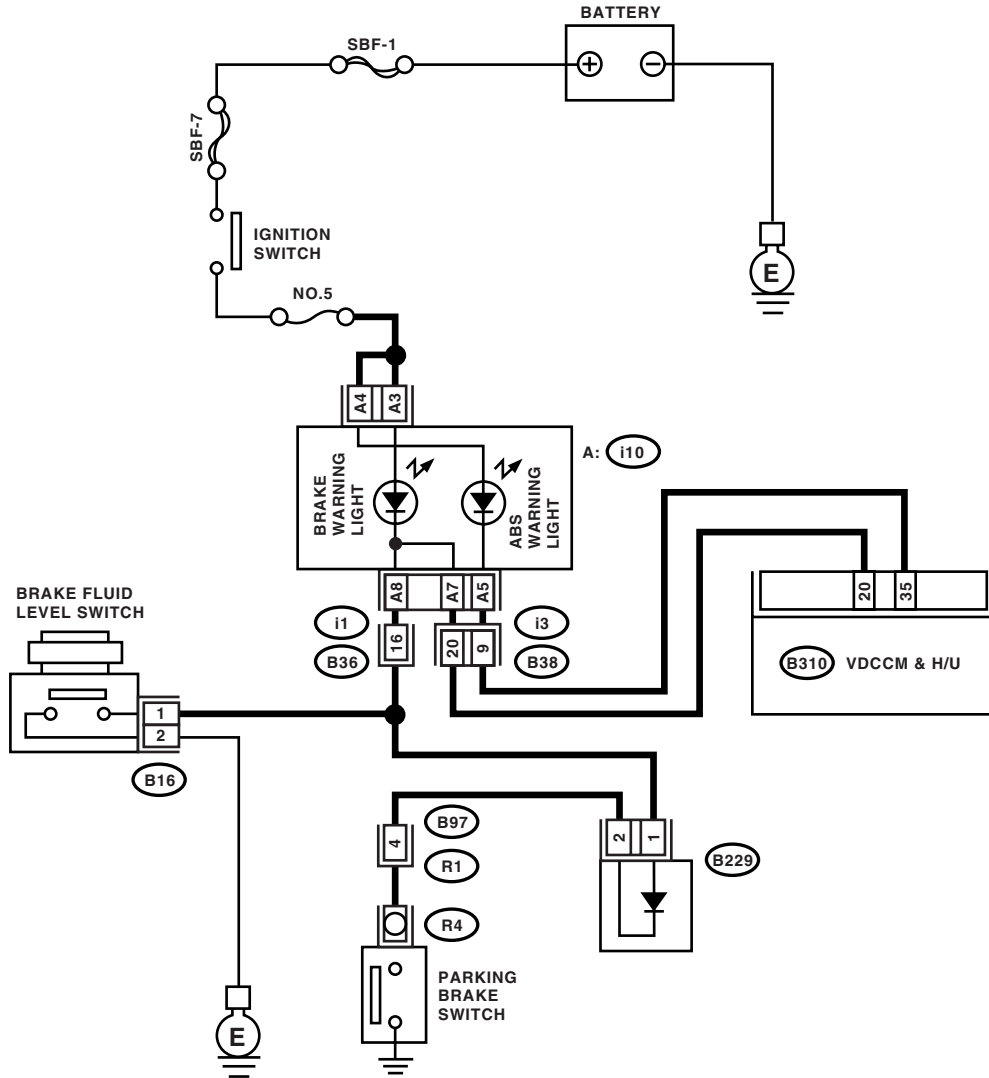 BATTERY
SBF-1
SBF-7
E
IGNITION
SWITCH
NO.5
A4
A3
A:
i10
BRAKE
WARNING
LIGHT
ABS
WARNING
LIGHT
20
35
BRAKE FLUID
LEVEL SWITCH
A8
A7
A5
i1
i3
16
20
9
B36
B38
B310
VDCCM & H/U
1
2
B16
B97
4
2
1
R1
B229
R4
PARKING
BRAKE
SWITCH
E